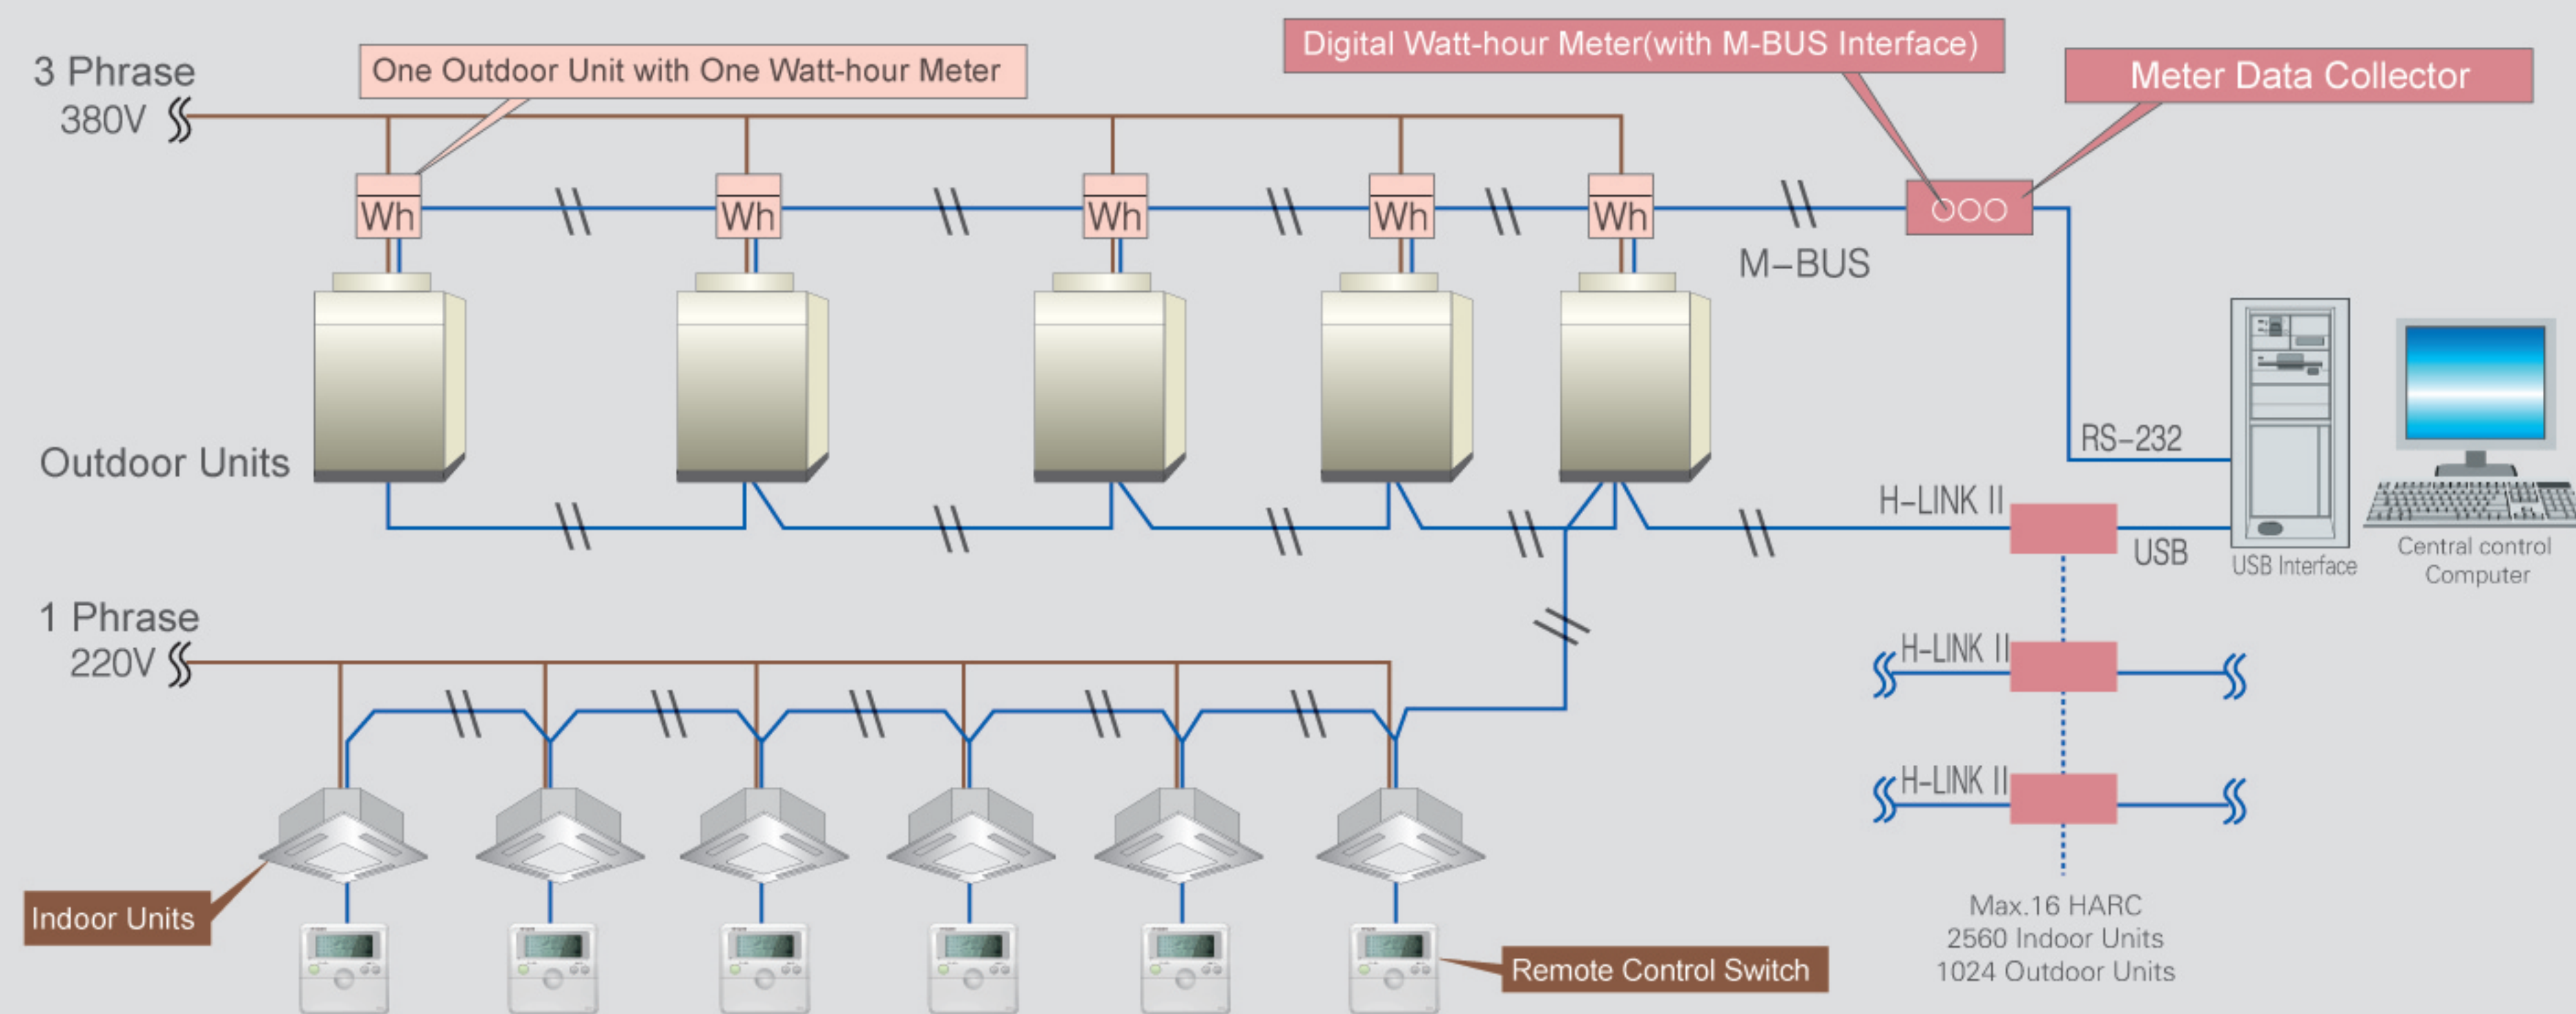 3 Phrase
380V
One Outdoor Unit with One Watt-hour Meter
Digital Watt-hour Meter(with M-BUS Interface)
Meter Data Collector
Wh
Wh
Wh
Wh
Wh
M-BUS
Outdoor Units
RS-232
H-LINK II
USB
USB Interface
Central control
Computer
1 Phrase
220V
H-LINK II
H-LINK II
Indoor Units
Remote Control Switch
Max.16 HARC
2560 Indoor Units
1024 Outdoor Units